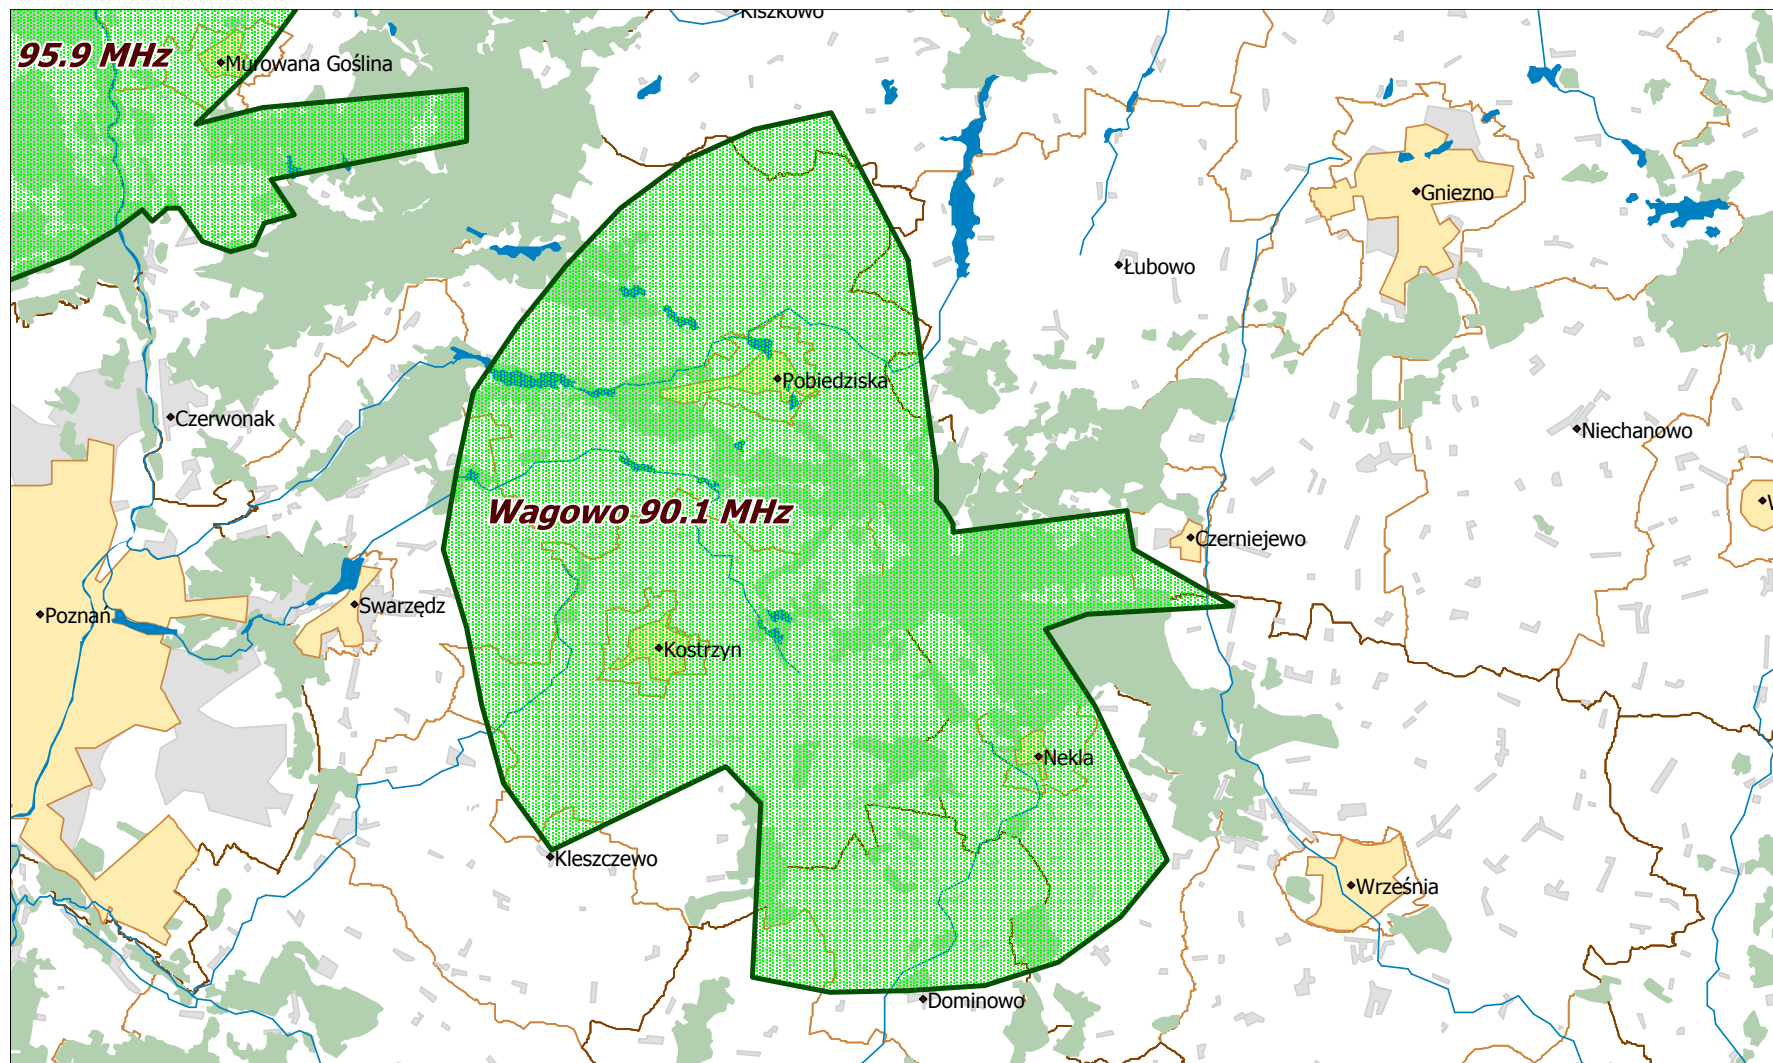 Kiszkowo
95.9 MHz
Murowana Goślina
Gniezno
Łubowo
Pobiedziska
Czerwonak
Niechanowo
Wagowo 90.1 MHz
Czerniejewo
Swarzędz
Poznań
Kostrzyn
Nekla
Kleszczewo
Września
Dominowo